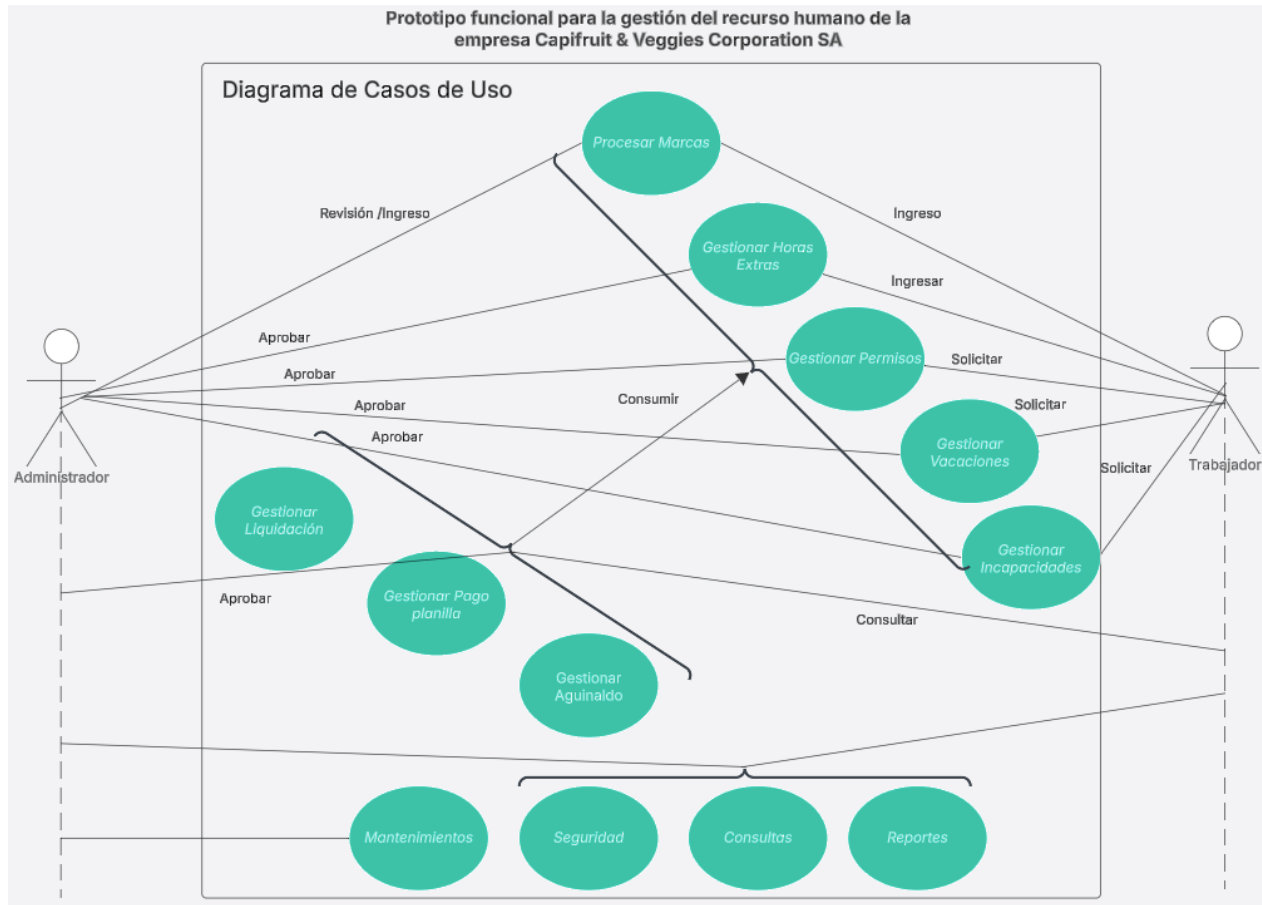 Prototipo funcional para la gestión del recurso humano de la
empresa Capifruit & Veggies Corporation SA
Diagrama de Casos de Uso
Procesar Marcas
Revisión /Ingreso
Ingreso
Gestionar Horas
Extras
Ingresar
Aprobar
Gestionar Permisos
Solicitar
Aprobar
Consumir
Aprobar
Solicitar
Aprobar
Gestionar
Vacaciones
Solicitar
Administrador
Trabajador
Gestionar
Liquidación
Gestionar
Incapacidades
Aprobar
Gestionar Pago
planilla
Consultar
Gestionar
Aguinaldo
Mantenimientos
Seguridad
Consultas
Reportes